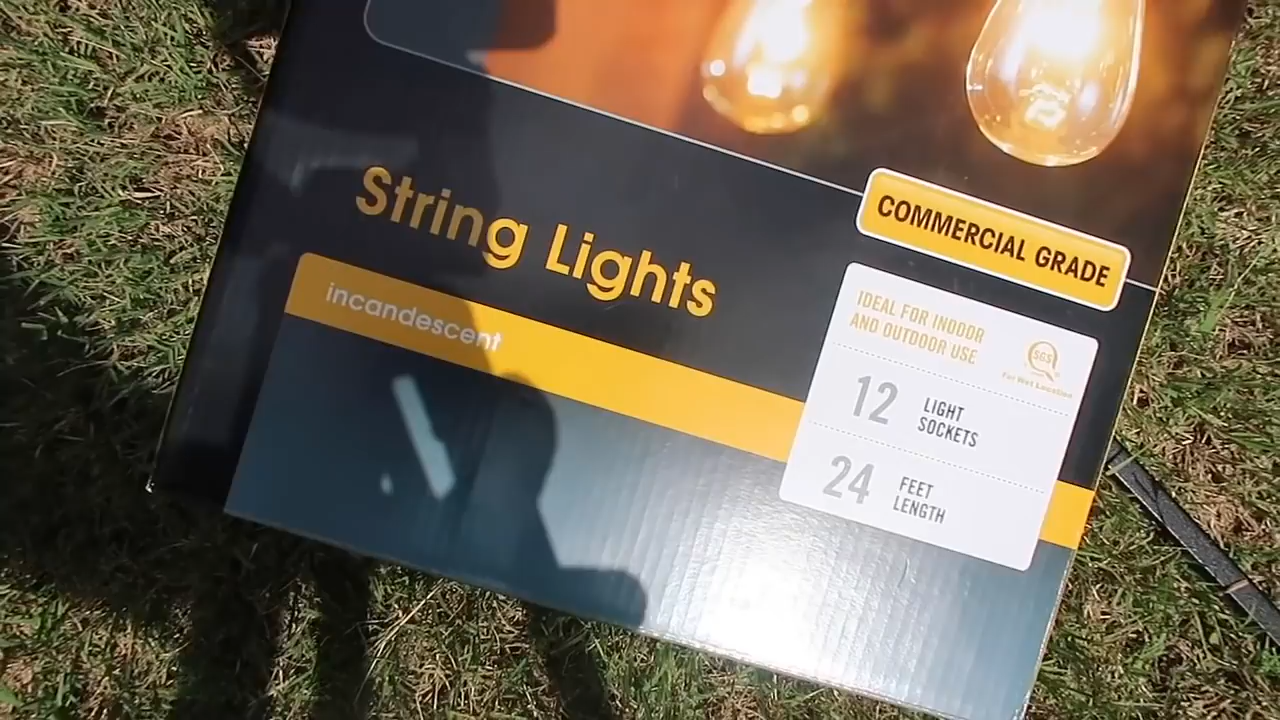 String Lights
incandescent
COMMERCIAL GRADE
IDEAL FOR INDOOR
AND OUTDOOR USE
SGS
For Wet Location
12 LIGHT
SOCKETS
24 FEET
LENGTH